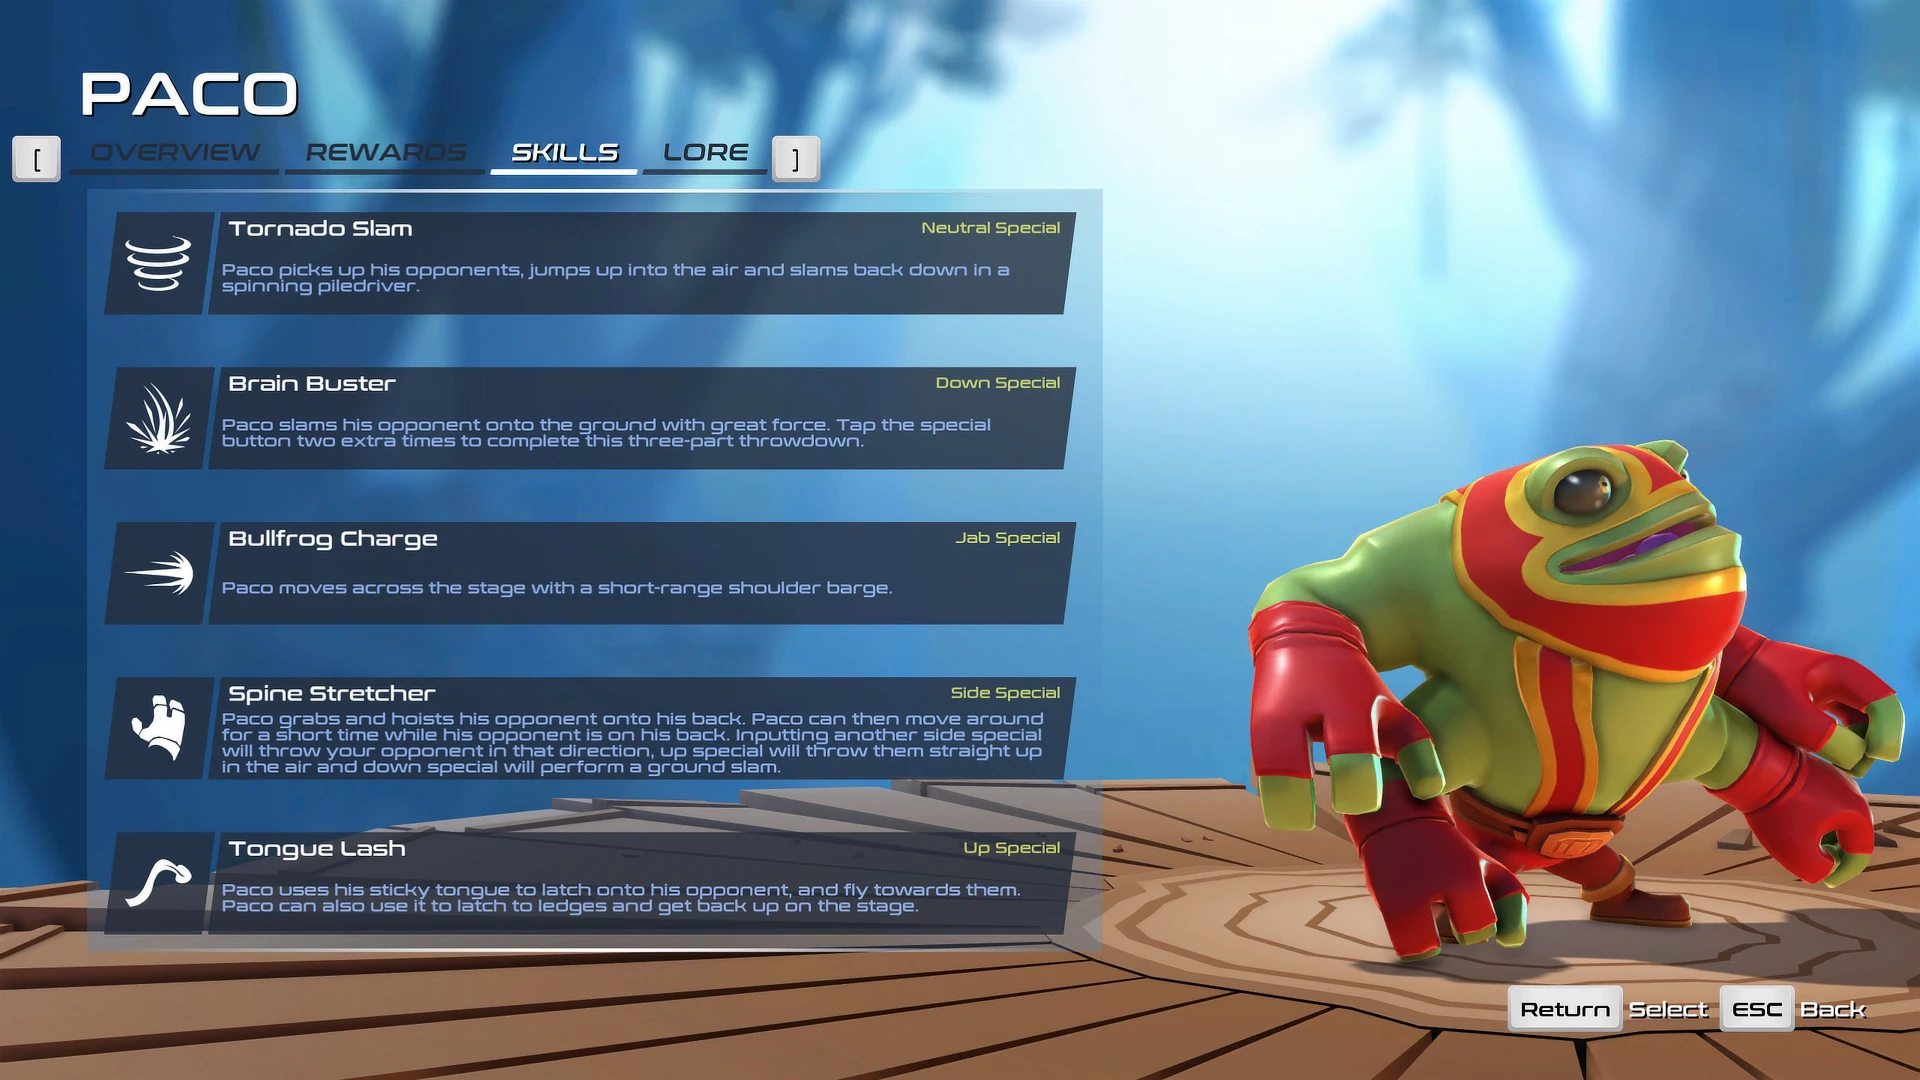 PACO
[ OVERVIEW REWARDS SKILLS LORE ]
Tornado Slam Neutral Special
Paco picks up his opponents, jumps up into the air and slams back down in a
spinning piledriver.
Brain Buster Down Special
Paco slams his opponent onto the ground with great force. Tap the special
button two extra times to complete this three-part throwdown.
Bullfrog Charge Jab Special
Paco moves across the stage with a short-range shoulder barge.
Spine Stretcher Side Special
Paco grabs and hoists his opponent onto his back. Paco can then move around
for a short time while his opponent is on his back. Inputting another side special
will throw your opponent in that direction, up special will throw them straight up
in the air and down special will perform a ground slam.
Tongue Lash Up Special
Paco uses his sticky tongue to latch onto his opponent, and fly towards them.
Paco can also use it to latch to ledges and get back up on the stage.
Return Select ESC Back